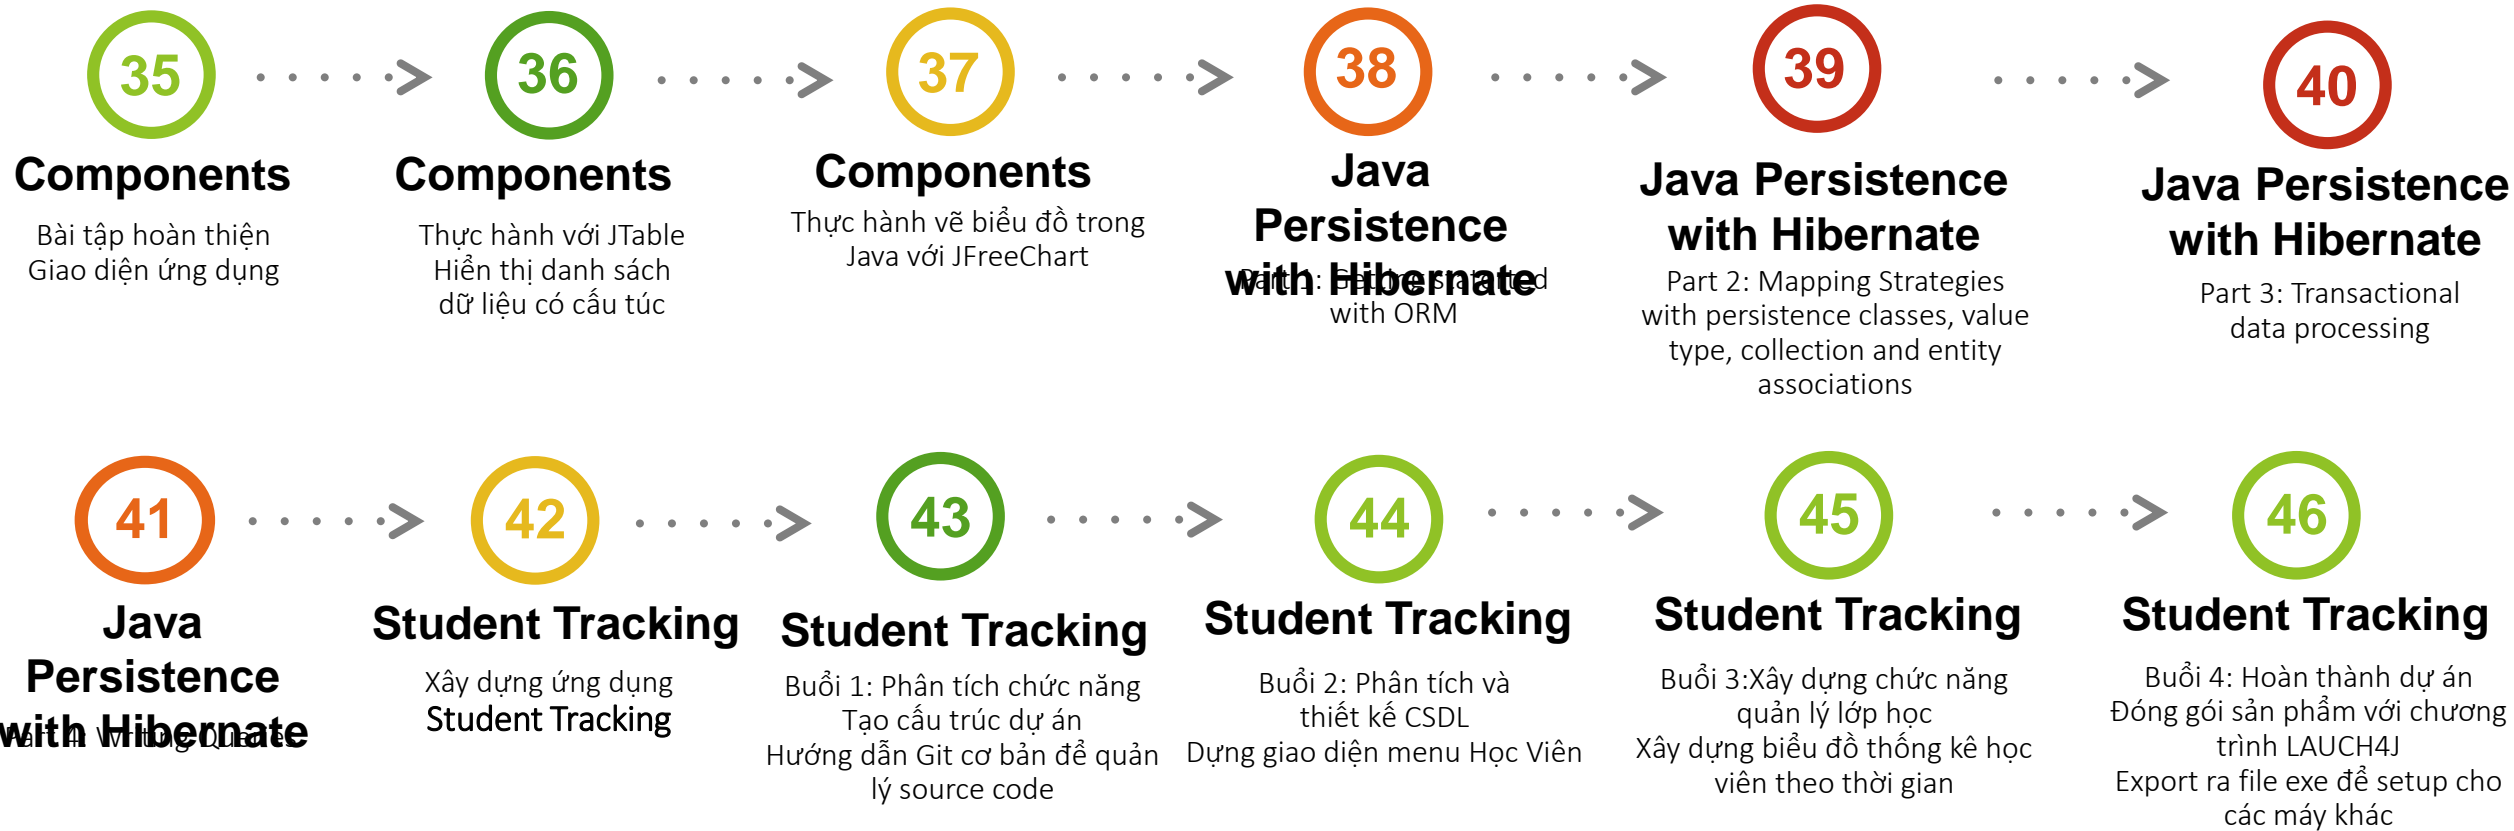 35
Components
Bài tập hoàn thiện
Giao diện ứng dụng
36
Components
Thực hành với JTable
Hiển thị danh sách
dữ liệu có cấu túc
37
Components
Thực hành vẽ biểu đồ trong
Java với JFreeChart
38
Java
Persistence
with Hibernate
Part 1: Getting
with ORM
39
Java Persistence
with Hibernate
Part 2: Mapping Strategies
with persistence classes, value
type, collection and entity
associations
40
Java Persistence
with Hibernate
Part 3: Transactional
data processing
41
Java
Persistence
with Hibernate
Part 4: Writing Queries
42
Student Tracking
Xây dựng ứng dụng
Student Tracking
43
Student Tracking
Buổi 1: Phân tích chức năng
Tạo cấu trúc dự án
Hướng dẫn Git cơ bản để quản
lý source code
44
Student Tracking
Buổi 2: Phân tích và
thiết kế CSDL
Dựng giao diện menu Học Viên
45
Student Tracking
Buổi 3:Xây dựng chức năng
quản lý lớp học
Xây dựng biểu đồ thống kê học
viên theo thời gian
46
Student Tracking
Buổi 4: Hoàn thành dự án
Đóng gói sản phẩm với chương
trình LAUCH4J
Export ra file exe để setup cho
các máy khác